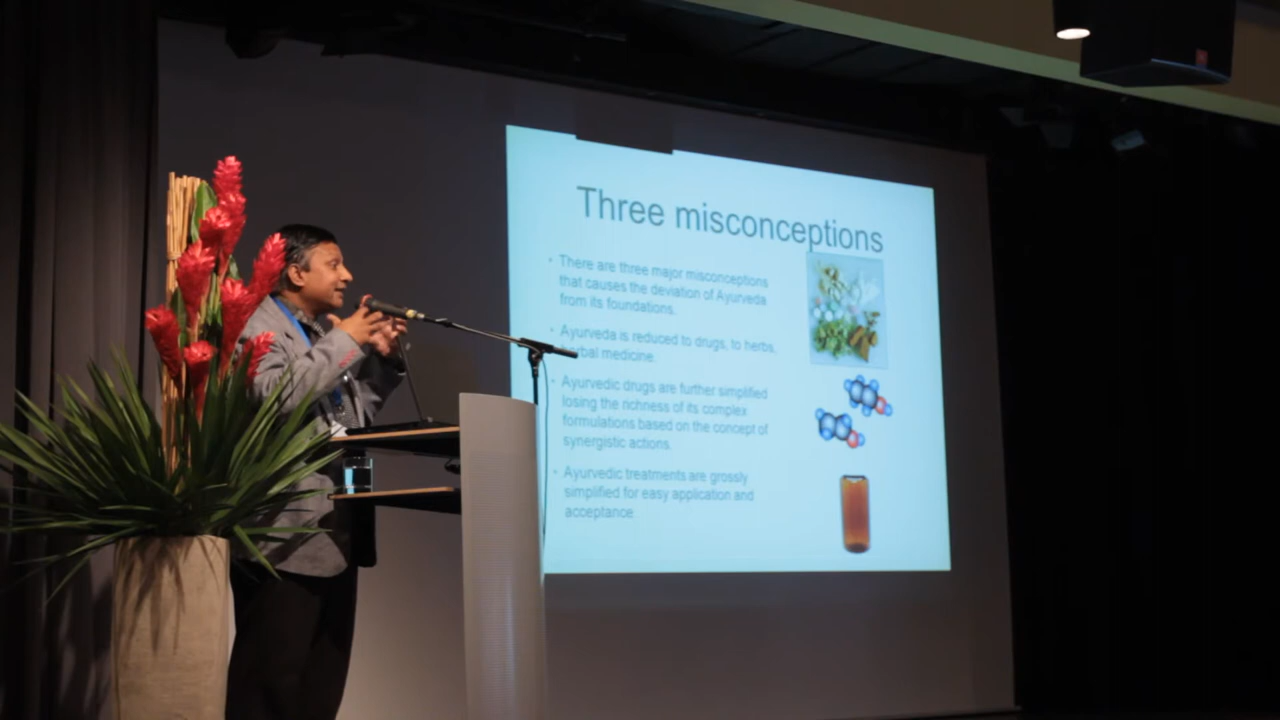 Three misconceptions
There are three major misconceptions
that causes the deviation of Ayurveda
from its foundations.
Ayurveda is reduced to drugs, to herbs,
herbal medicine.
Ayurvedic drugs are further simplified
losing the richness of its complex
formulations based on the concept of
synergistic actions.
Ayurvedic treatments are grossly
simplified for easy application and
acceptance